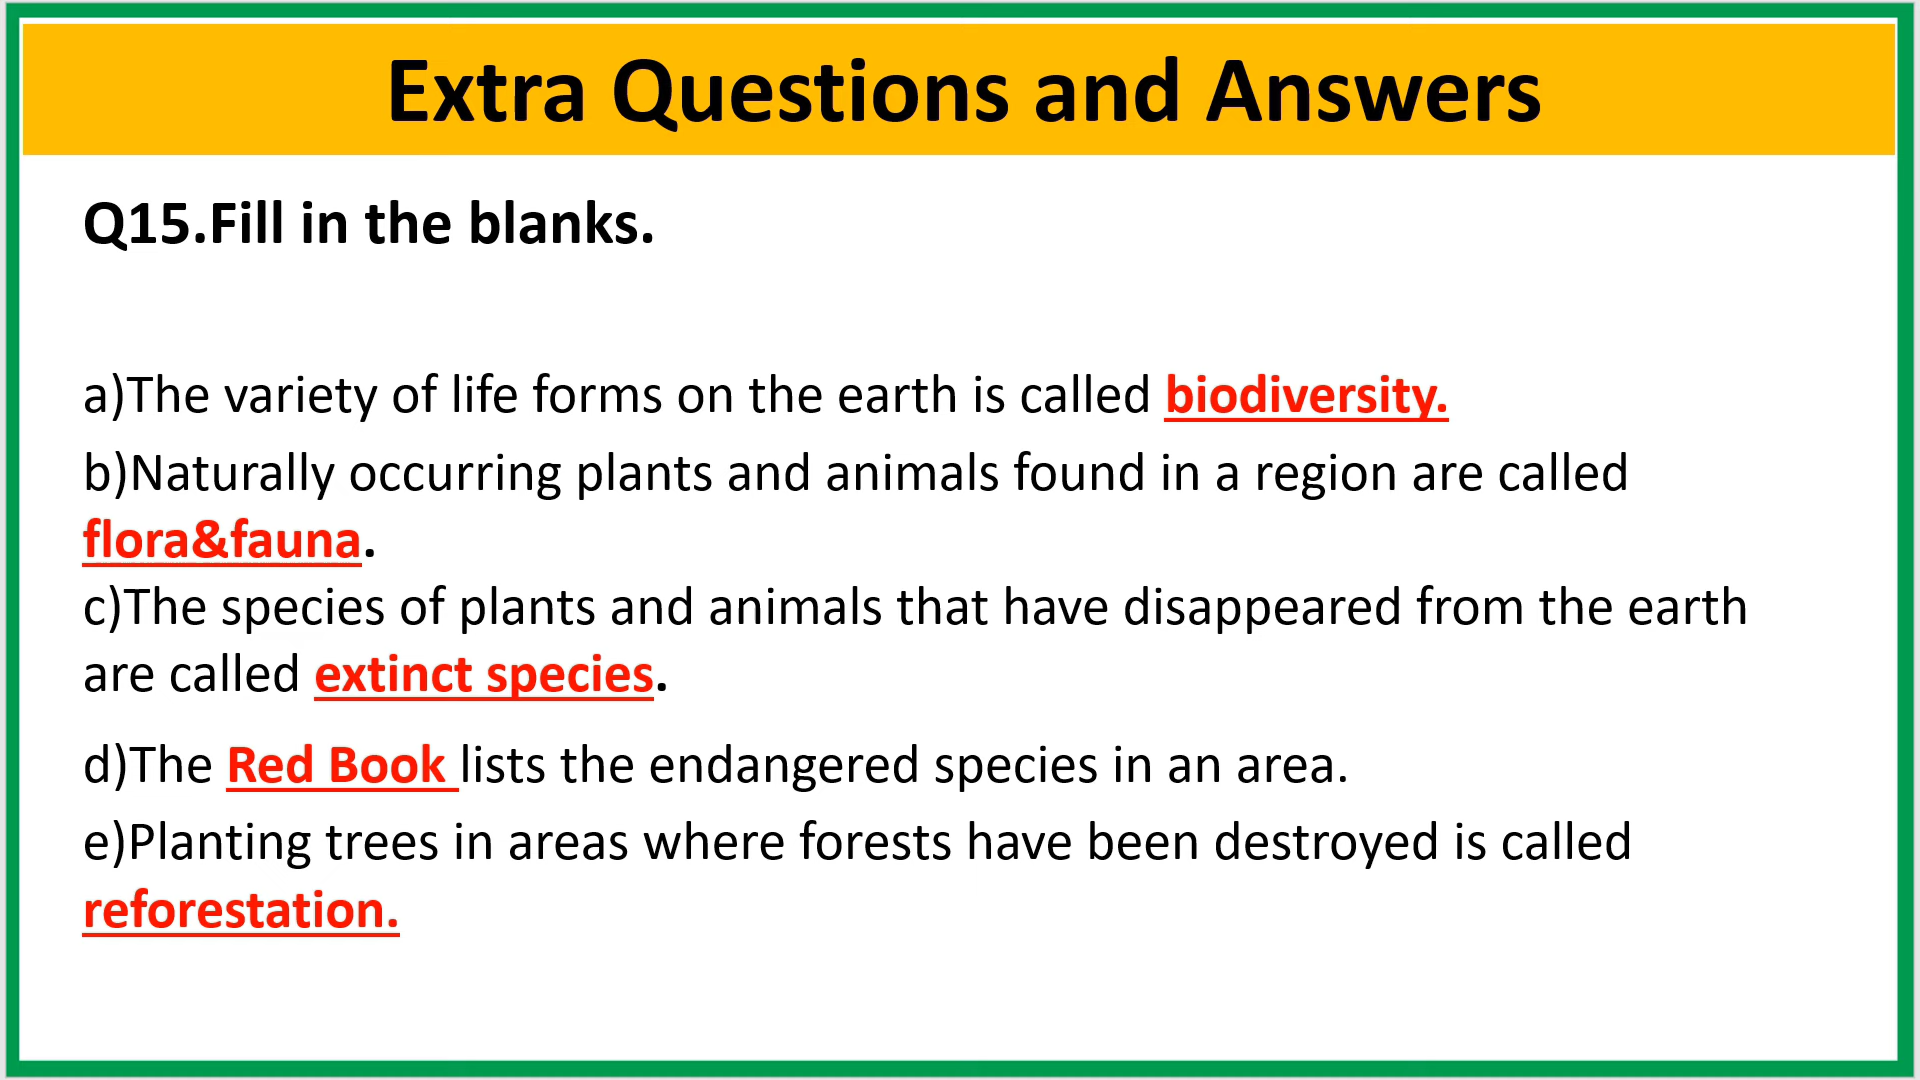 Extra Questions and Answers
Q15.Fill in the blanks.
a)The variety of life forms on the earth is called biodiversity.
b)Naturally occurring plants and animals found in a region are called
flora&fauna.
c)The species of plants and animals that have disappeared from the earth
are called extinct species.
d)The Red Book lists the endangered species in an area.
e)Planting trees in areas where forests have been destroyed is called
reforestation.